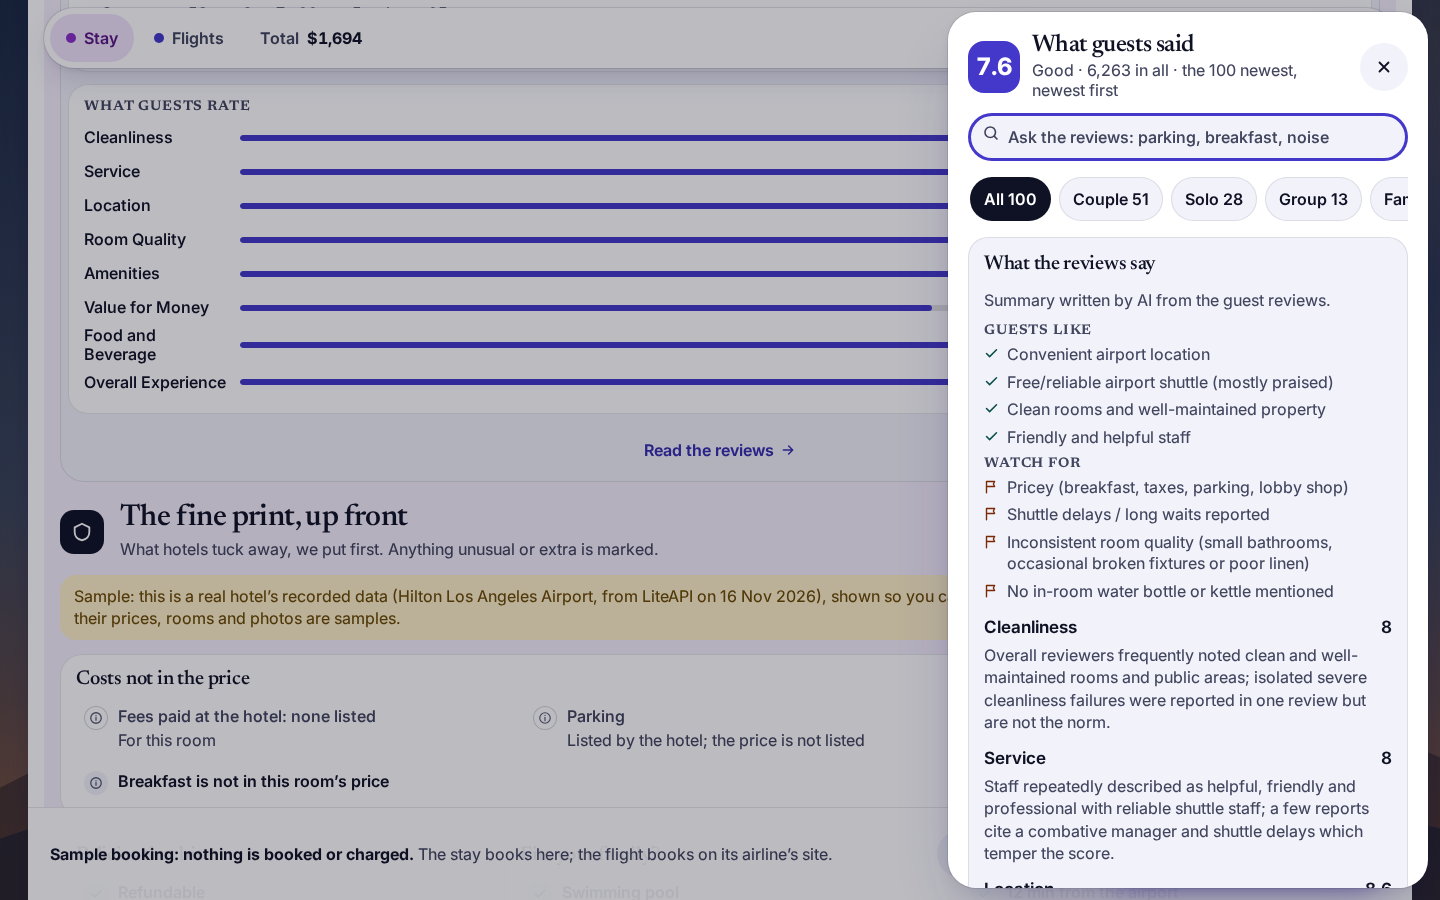 Stay
Flights
Total $1,694
WHAT GUESTS RATE
Cleanliness
Service
Location
Room Quality
Amenities
Value for Money
Food and
Beverage
Overall Experience
Read the reviews →
The fine print, up front
What hotels tuck away, we put first. Anything unusual or extra is marked.
Sample: this is a real hotel's recorded data (Hilton Los Angeles Airport, from LiteAPI on 16 Nov 2026), shown so you
their prices, rooms and photos are samples.
Costs not in the price
Fees paid at the hotel: none listed
For this room
Parking
Listed by the hotel; the price is not listed
Breakfast is not in this room's price
Sample booking: nothing is booked or charged. The stay books here; the flight books on its airline's site.
Refundable
Swimming pool
7.6
What guests said
Good · 6,263 in all · the 100 newest,
newest first
Ask the reviews: parking, breakfast, noise
All 100
Couple 51
Solo 28
Group 13
What the reviews say
Summary written by AI from the guest reviews.
GUESTS LIKE
Convenient airport location
Free/reliable airport shuttle (mostly praised)
Clean rooms and well-maintained property
Friendly and helpful staff
WATCH FOR
Pricey (breakfast, taxes, parking, lobby shop)
Shuttle delays / long waits reported
Inconsistent room quality (small bathrooms,
occasional broken fixtures or poor linen)
No in-room water bottle or kettle mentioned
Cleanliness 8
Overall reviewers frequently noted clean and well-
maintained rooms and public areas; isolated severe
cleanliness failures were reported in one review but
are not the norm.
Service 8
Staff repeatedly described as helpful, friendly and
professional with reliable shuttle staff; a few reports
cite a combative manager and shuttle delays which
temper the score.
Location 8.6
12 min from the airport